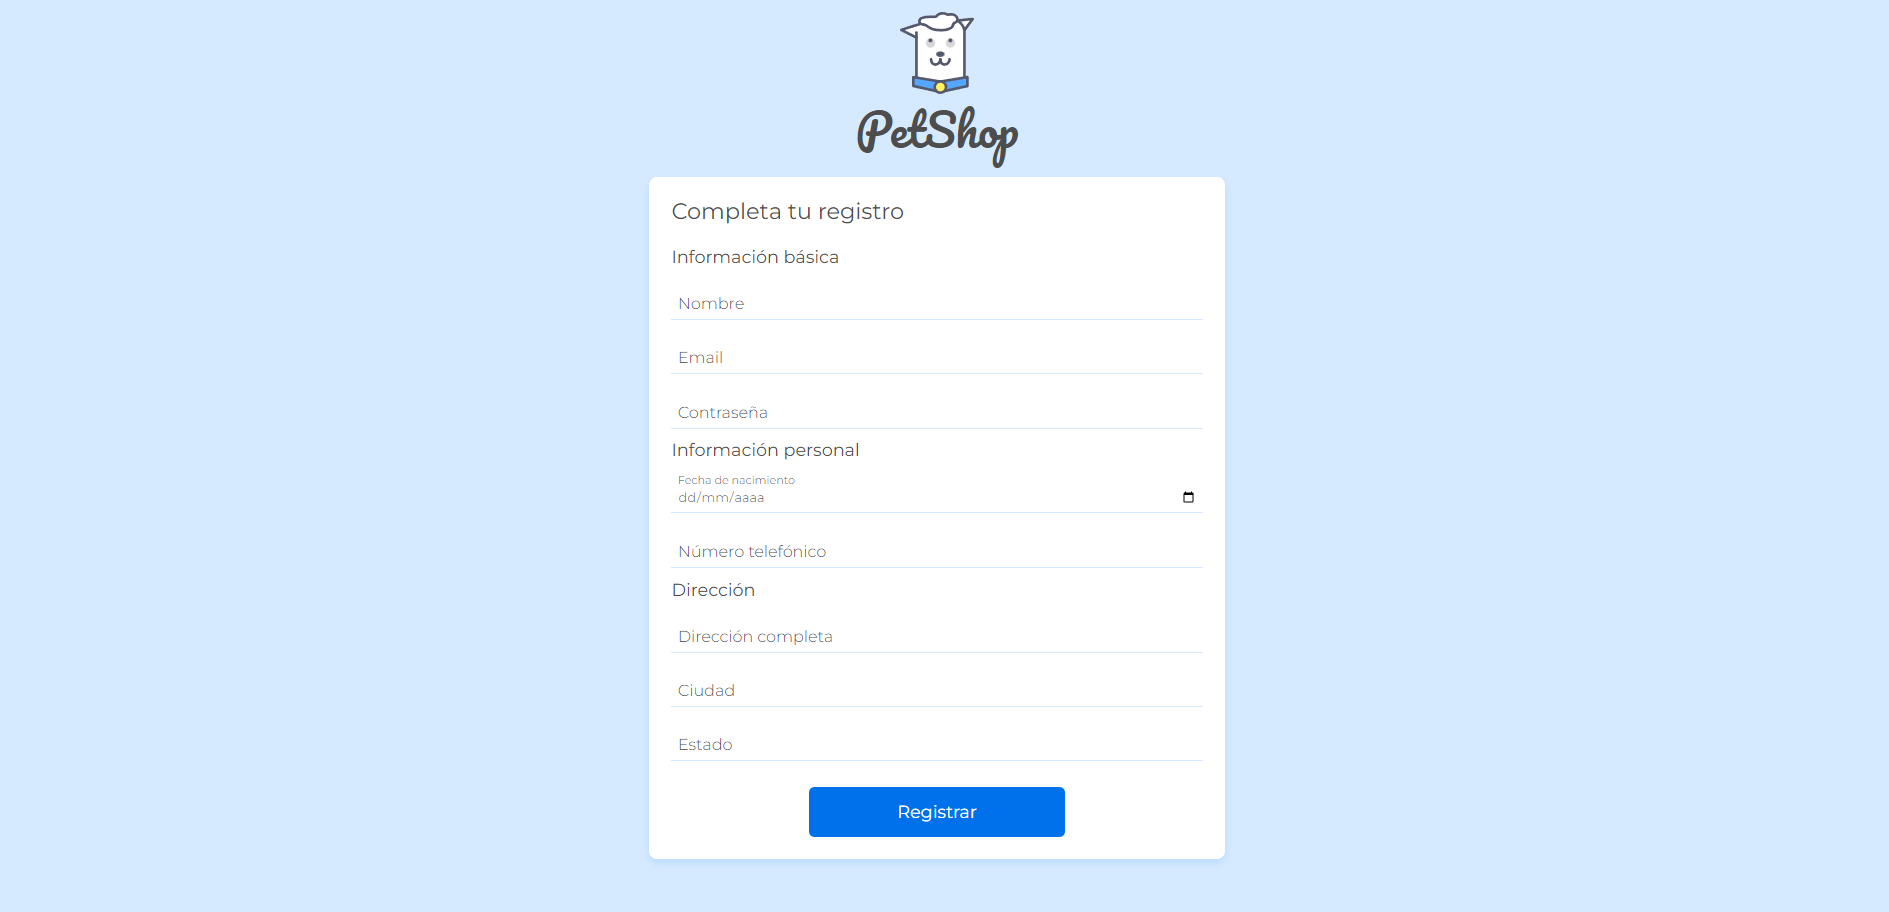 PetShop
Completa tu registro
Información básica
Nombre
Email
Contraseña
Información personal
Fecha de nacimiento
dd/mm/aaaa
Número telefónico
Dirección
Dirección completa
Ciudad
Estado
Registrar